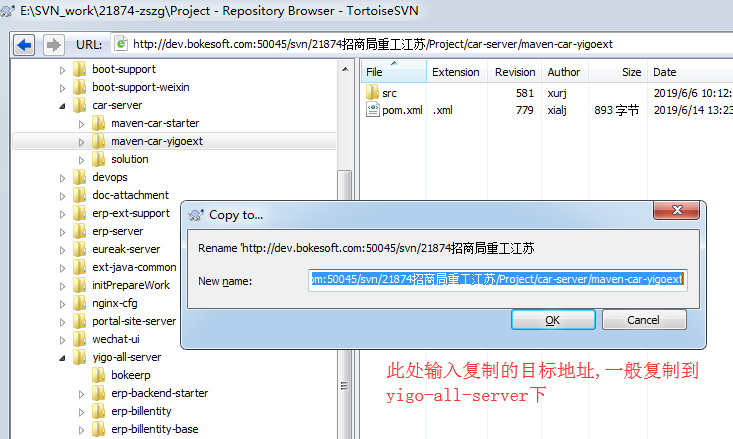 E:\SVN_work\21874-zszg\Project - Repository Browser - TortoiseSVN
URL: http://dev.bokesoft.com:50045/svn/21874招商局重工江苏/Project/car-server/maven-car-yigoext
boot-support
boot-support-weixin
car-server
maven-car-starter
maven-car-yigoext
solution
devops
doc-attachment
erp-ext-support
erp-server
eureak-server
ext-java-common
initPrepareWork
nginx-cfg
portal-site-server
wechat-ui
yigo-all-server
bokeerp
erp-backend-starter
erp-billentity
erp-billentity-base
File Extension Revision Author Size Date
src 581 xurj 2019/6/6 10:12:
pom.xml .xml 779 xialj 893 字节 2019/6/14 13:23
Copy to...
Rename 'http://dev.bokesoft.com:50045/svn/21874招商局重工江苏
New name: om:50045/svn/21874招商局重工江苏/Project/car-server/maven-car-yigoext
OK Cancel
此处输入复制的目标地址,一般复制到
yigo-all-server下